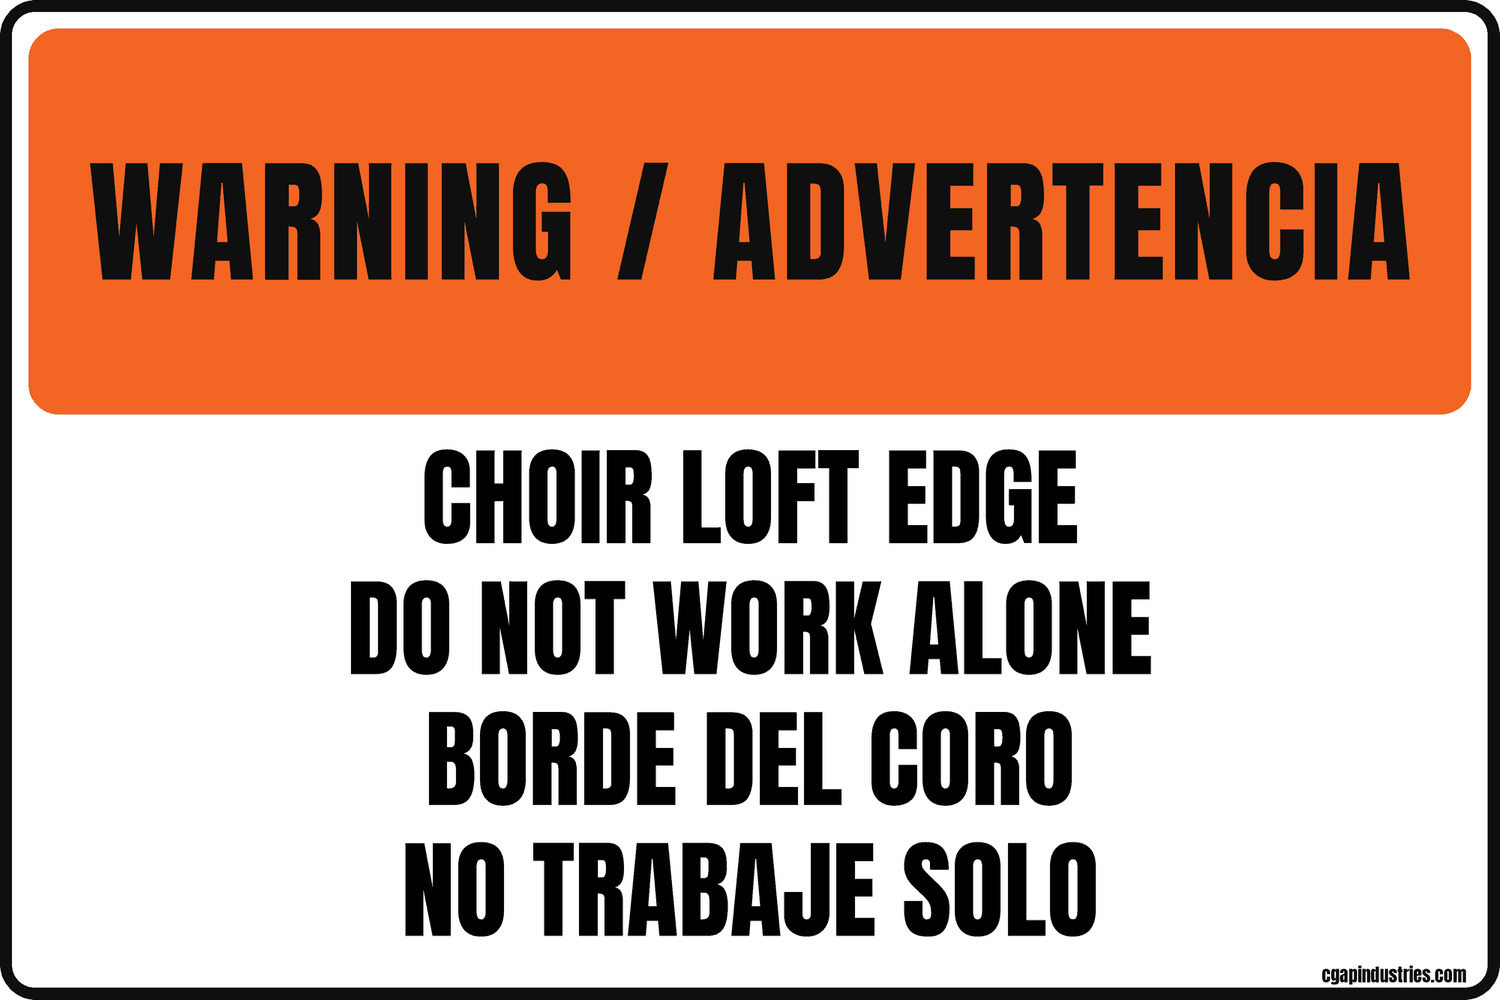 WARNING / ADVERTENCIA
CHOIR LOFT EDGE
DO NOT WORK ALONE
BORDE DEL CORO
NO TRABAJE SOLO
cgapindustries.com